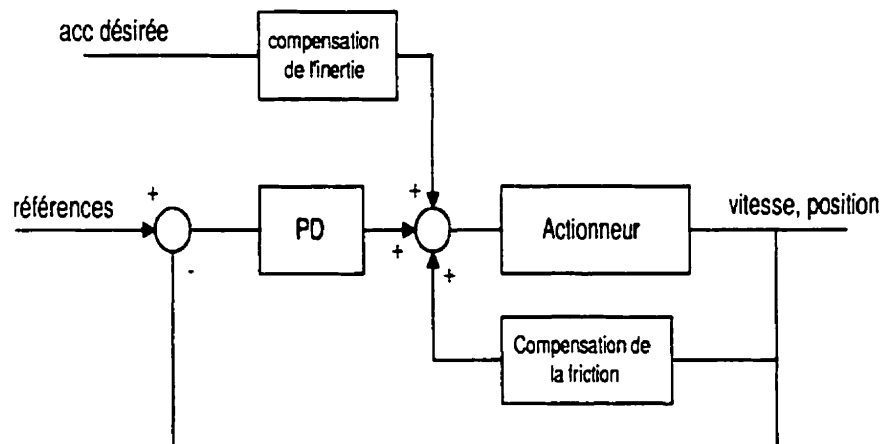 acc désirée
compensation
de l'inertie
+
+
références
PD
+
Actionneur
vitesse, position
-
+
Compensation de
la friction